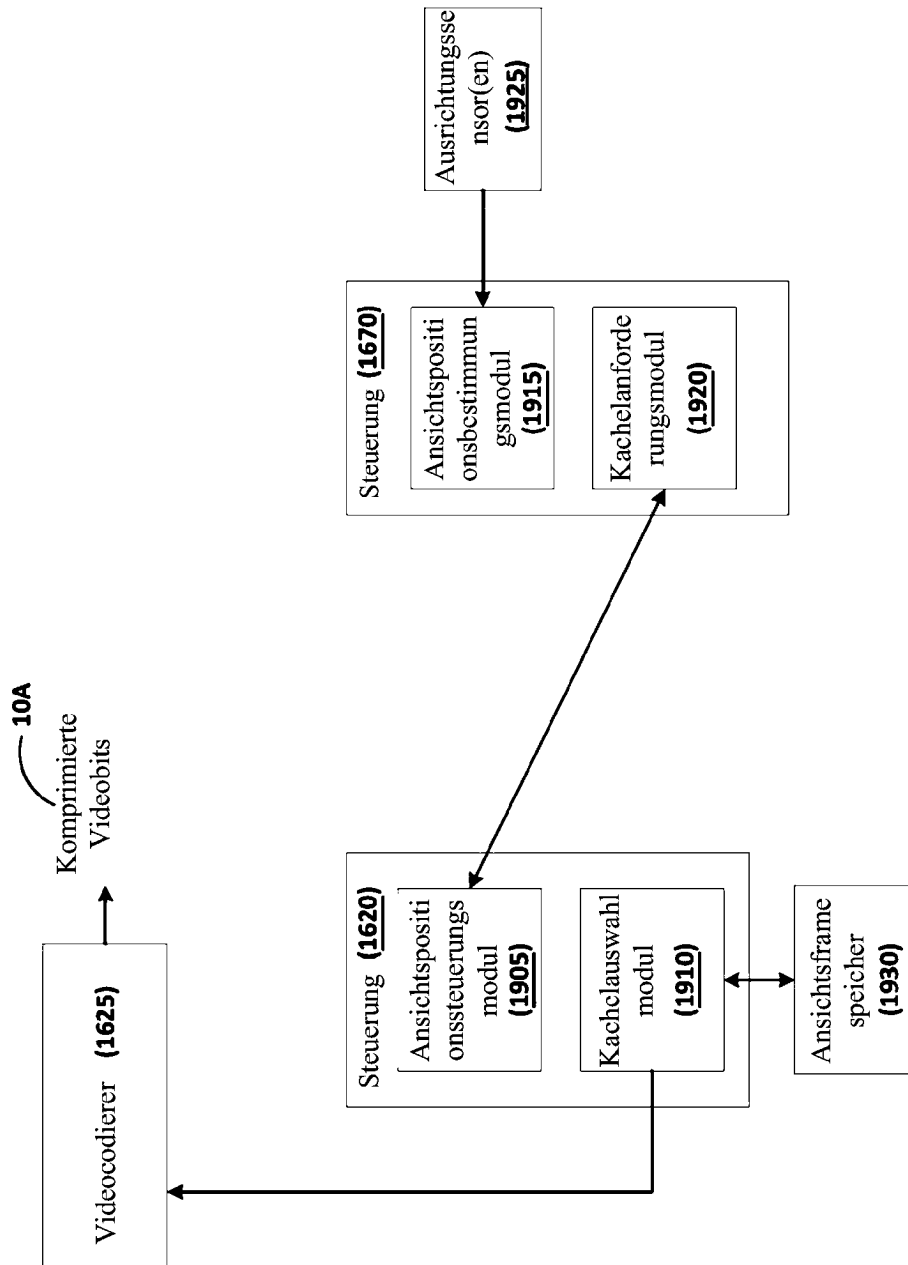 10A
Komprimierte
Videobits
Videocodierer (1625)
Steuerung (1620)
Ansichtspositi
onssteuerungs
modul
(1905)
Kachelauswahl
modul
(1910)
Ansichtsframe
speicher
(1930)
Steuerung (1670)
Ansichtspositi
onsbestimmun
gsmodul
(1915)
Kachelanforde
rungsmodul
(1920)
Ausrichtungsse
nsor(en)
(1925)